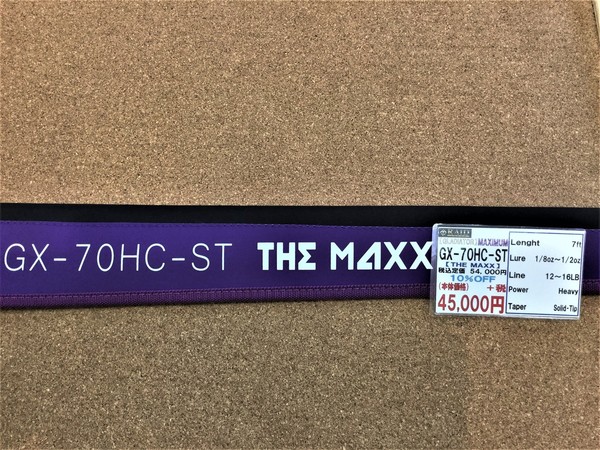 GX-70HC-ST THE MAXX
RAID
[GLADIATOR] MAXIMUM
GX-70HC-ST
[THE MAXX]
税込定価 54,000円
10%OFF
(本体価格) +税
45,000円
Lenght 7ft
Lure 1/8oz~1/2oz
Line 12~16LB
Power Heavy
Taper Solid-Tip